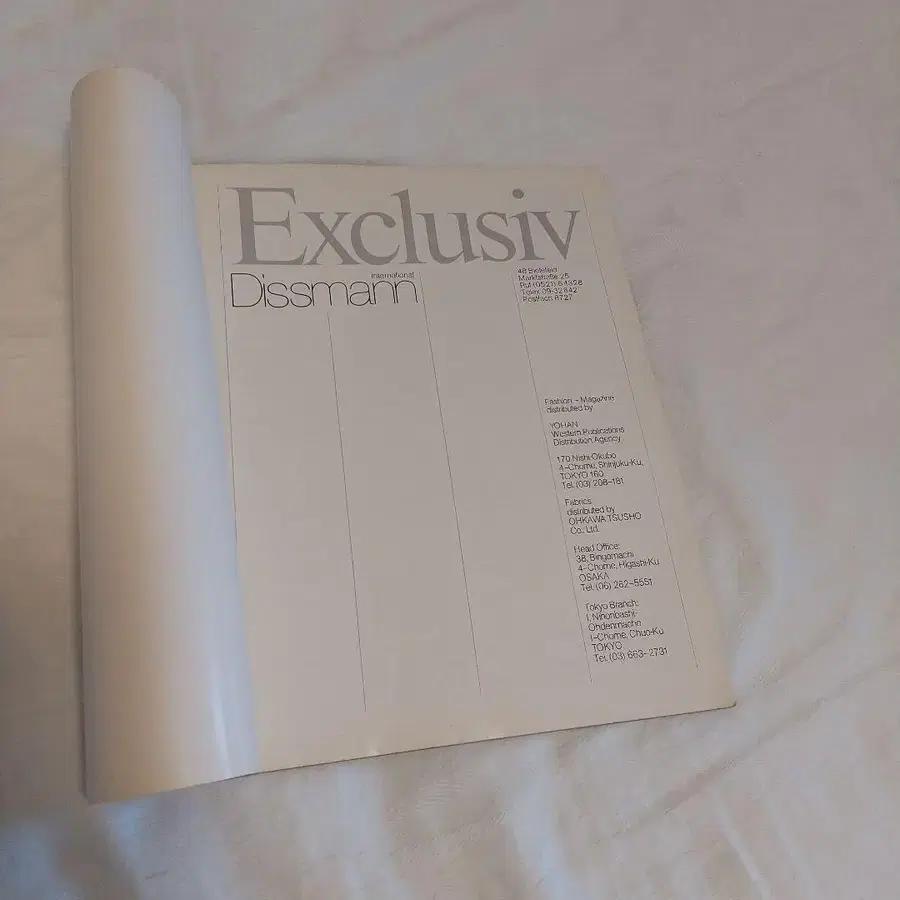 Exclusiv
international
Dissmann
48 Bielefeld
Marktstraße 25
Ruf (0521) 64828
Telex 09-32842
Postfach 8727
Fashion – Magazine
distributed by
YOHAN
Western Publications
Distribution Agency
170 Nishi-Okubo
4-Chome, Shinjuku-Ku,
TOKYO 160
Tel. (03) 208-181
Fabrics
distributed by
OHKAWA TSUSHO
Co., Ltd.
Head Office:
38, Bingomachi
4-Chome, Higashi-Ku
OSAKA
Tel. (06) 262-5551
Tokyo Branch:
1, Nihonbashi-
Ohdenmacho
1-Chome, Chuo-Ku
TOKYO
Tel. (03) 663-2731